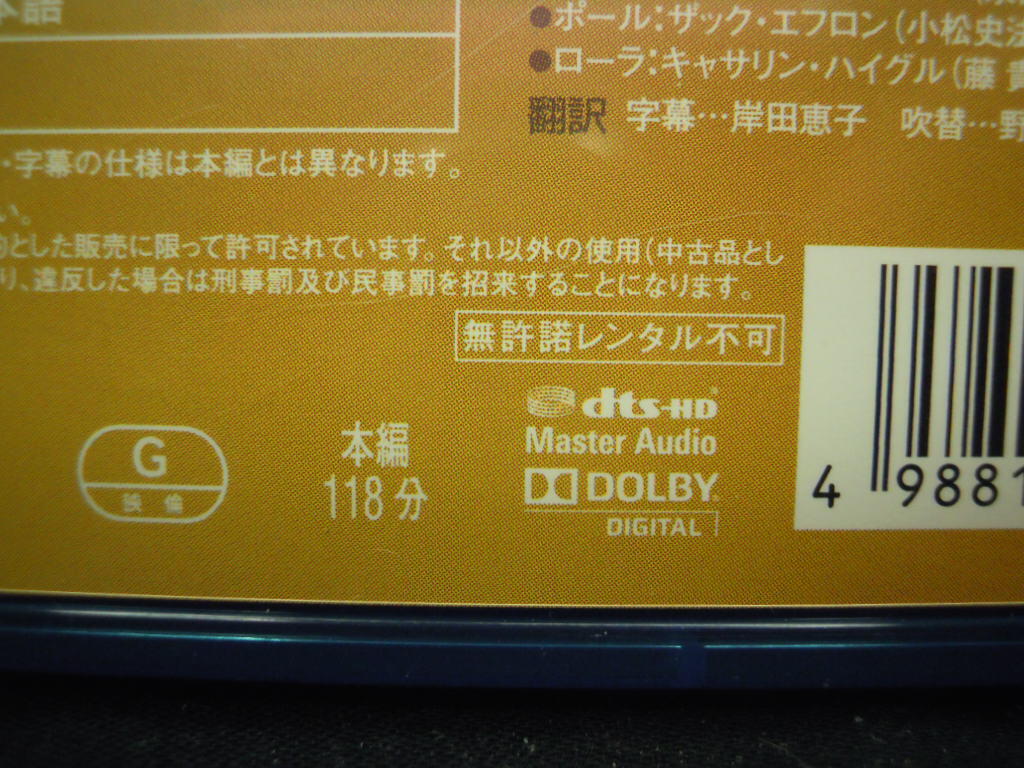 本語
●ポール:ザック・エフロン(小松史法
●ローラ:キャサリン・ハイグル(藤 貴
翻訳 字幕…岸田恵子 吹替…野
・字幕の仕様は本編とは異なります。
い。
的とした販売に限って許可されています。それ以外の使用(中古品とし
り、違反した場合は刑事罰及び民事罰を招来することになります。
無許諾レンタル不可
G
映倫
本編
118分
dts-HD
Master Audio
DOLBY
DIGITAL
4 9881